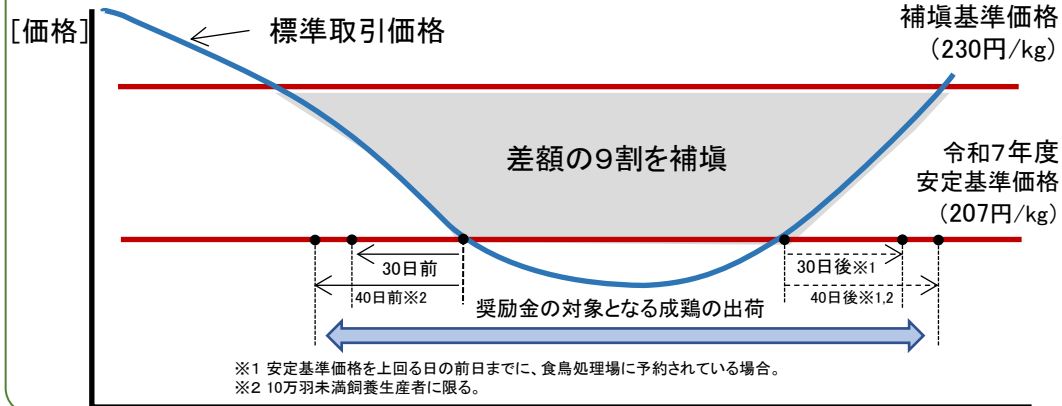 [価格]
標準取引価格
補塡基準価格
(230円/kg)
差額の9割を補塡
令和7年度
安定基準価格
(207円/kg)
30日前
40日前※2
30日後※1
40日後※1,2
奨励金の対象となる成鶏の出荷
※1 安定基準価格を上回る日の前日までに、食鳥処理場に予約されている場合。
※2 10万羽未満飼養生産者に限る。